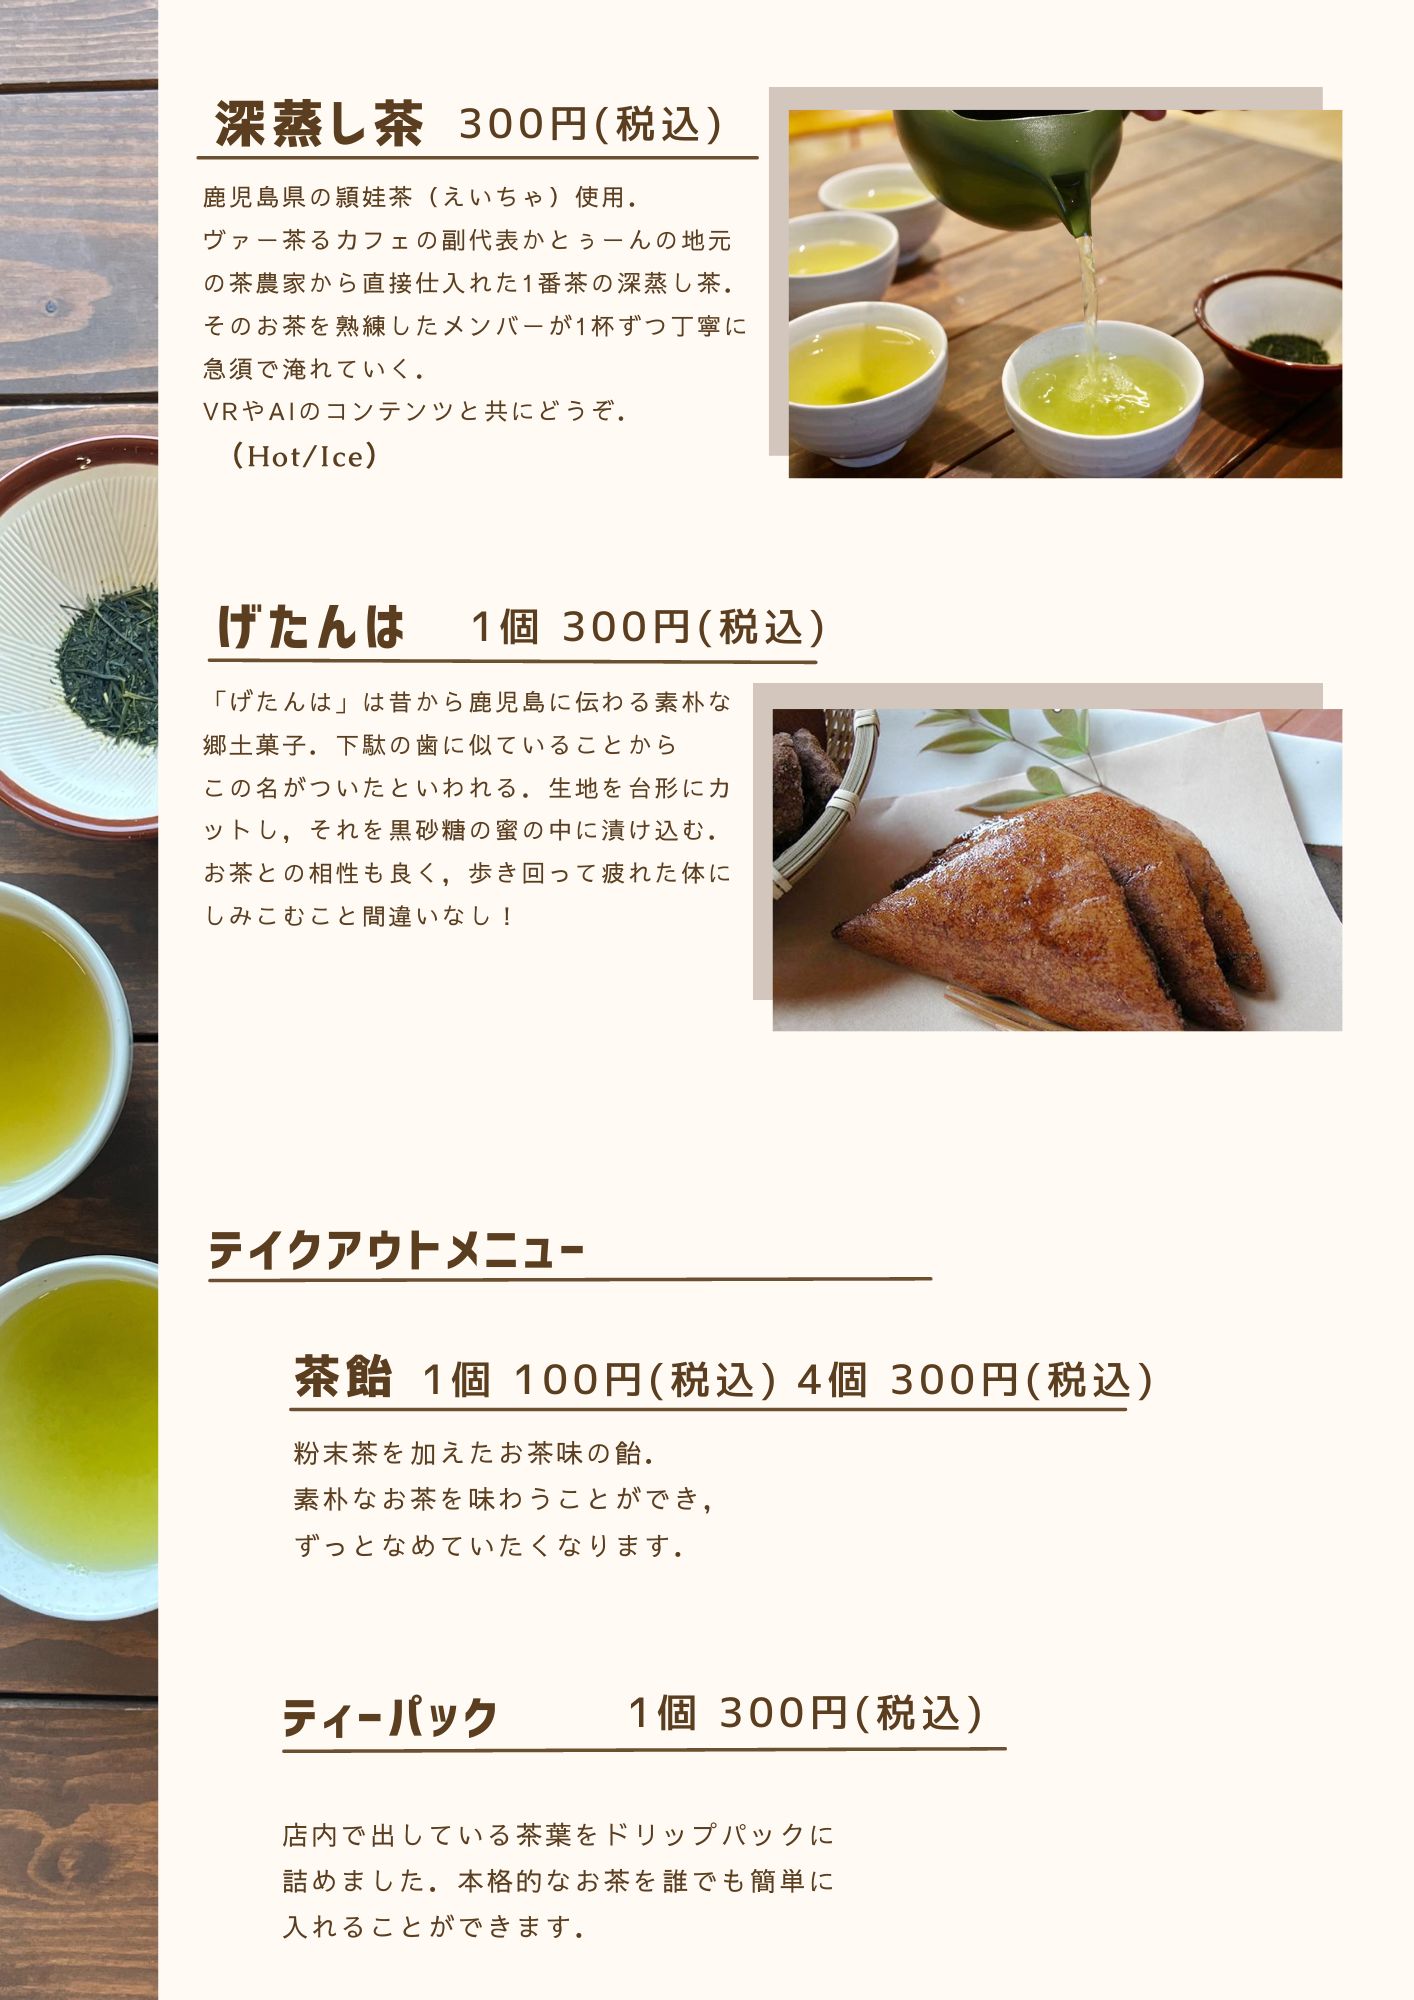 深蒸し茶 300円(税込)
鹿児島県の頴娃茶（えいちゃ）使用．
ヴァー茶るカフェの副代表かとぅーんの地元
の茶農家から直接仕入れた1番茶の深蒸し茶．
そのお茶を熟練したメンバーが1杯ずつ丁寧に
急須で淹れていく．
VRやAIのコンテンツと共にどうぞ．
（Hot/Ice）
げたんは 1個 300円(税込)
「げたんは」は昔から鹿児島に伝わる素朴な
郷土菓子．下駄の歯に似ていることから
この名がついたといわれる．生地を台形にカ
ットし，それを黒砂糖の蜜の中に漬け込む．
お茶との相性も良く，歩き回って疲れた体に
しみこむこと間違いなし！
テイクアウトメニュー
茶飴 1個 100円(税込) 4個 300円(税込)
粉末茶を加えたお茶味の飴．
素朴なお茶を味わうことができ，
ずっとなめていたくなります．
ティーパック 1個 300円(税込)
店内で出している茶葉をドリップパックに
詰めました．本格的なお茶を誰でも簡単に
入れることができます．